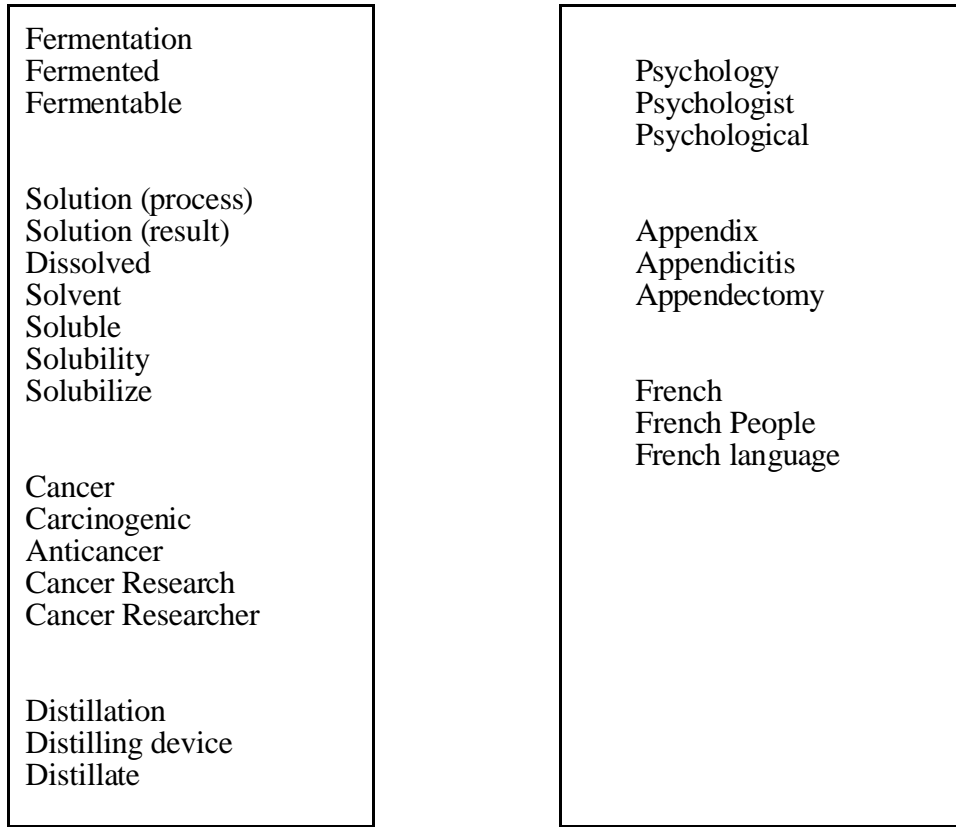 Fermentation
Fermented
Fermentable
Solution (process)
Solution (result)
Dissolved
Solvent
Soluble
Solubility
Solubilize
Cancer
Carcinogenic
Anticancer
Cancer Research
Cancer Researcher
Distillation
Distilling device
Distillate
Psychology
Psychologist
Psychological
Appendix
Appendicitis
Appendectomy
French
French People
French language